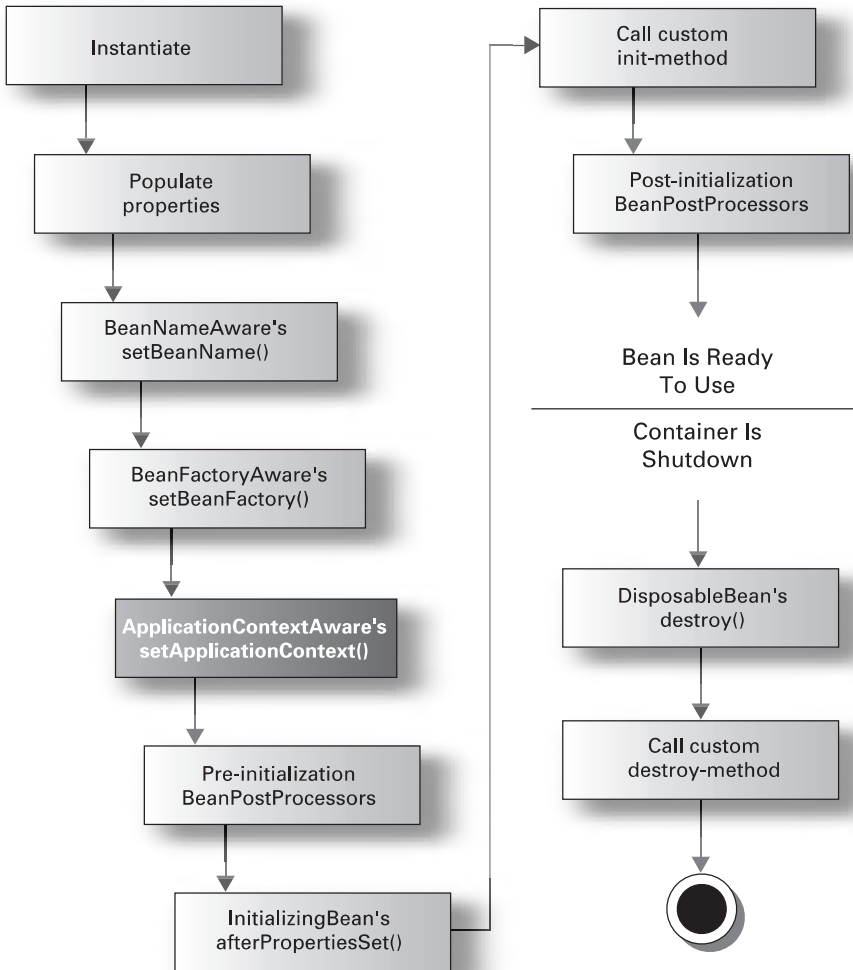 Instantiate
Populate
properties
BeanNameAware's
setBeanName()
BeanFactoryAware's
setBeanFactory()
ApplicationContextAware's
setApplicationContext()
Pre-initialization
BeanPostProcessors
InitializingBean's
afterPropertiesSet()
Call custom
init-method
Post-initialization
BeanPostProcessors
Bean Is Ready
To Use
Container Is
Shutdown
DisposableBean's
destroy()
Call custom
destroy-method